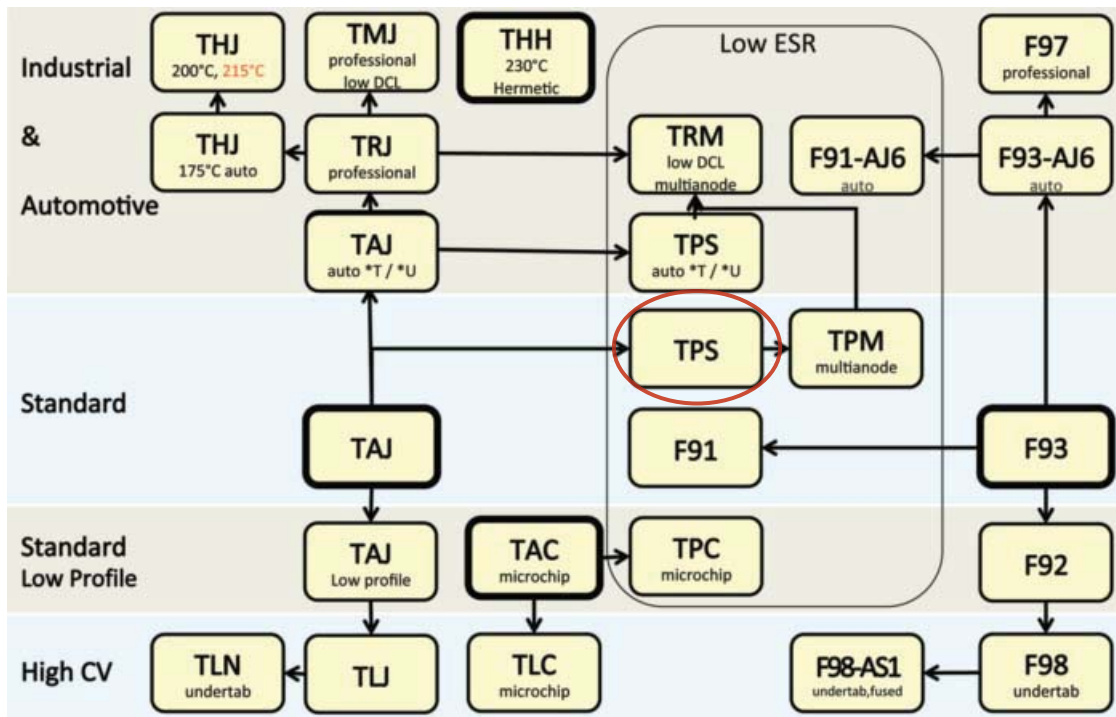 Industrial
&
Automotive
THJ
200°C, 215°C
TMJ
professional
low DCL
THH
230°C
Hermetic
Low ESR
F97
professional
THJ
175°C auto
TRJ
professional
TRM
low DCL
multianode
F91-AJ6
auto
F93-AJ6
auto
TAJ
auto *T / *U
TPS
auto *T / *U
Standard
TPS
TPM
multianode
TAJ
F91
F93
Standard
Low Profile
TAJ
Low profile
TAC
microchip
TPC
microchip
F92
High CV
TLN
undertab
TLJ
TLC
microchip
F98-AS1
undertab,fused
F98
undertab